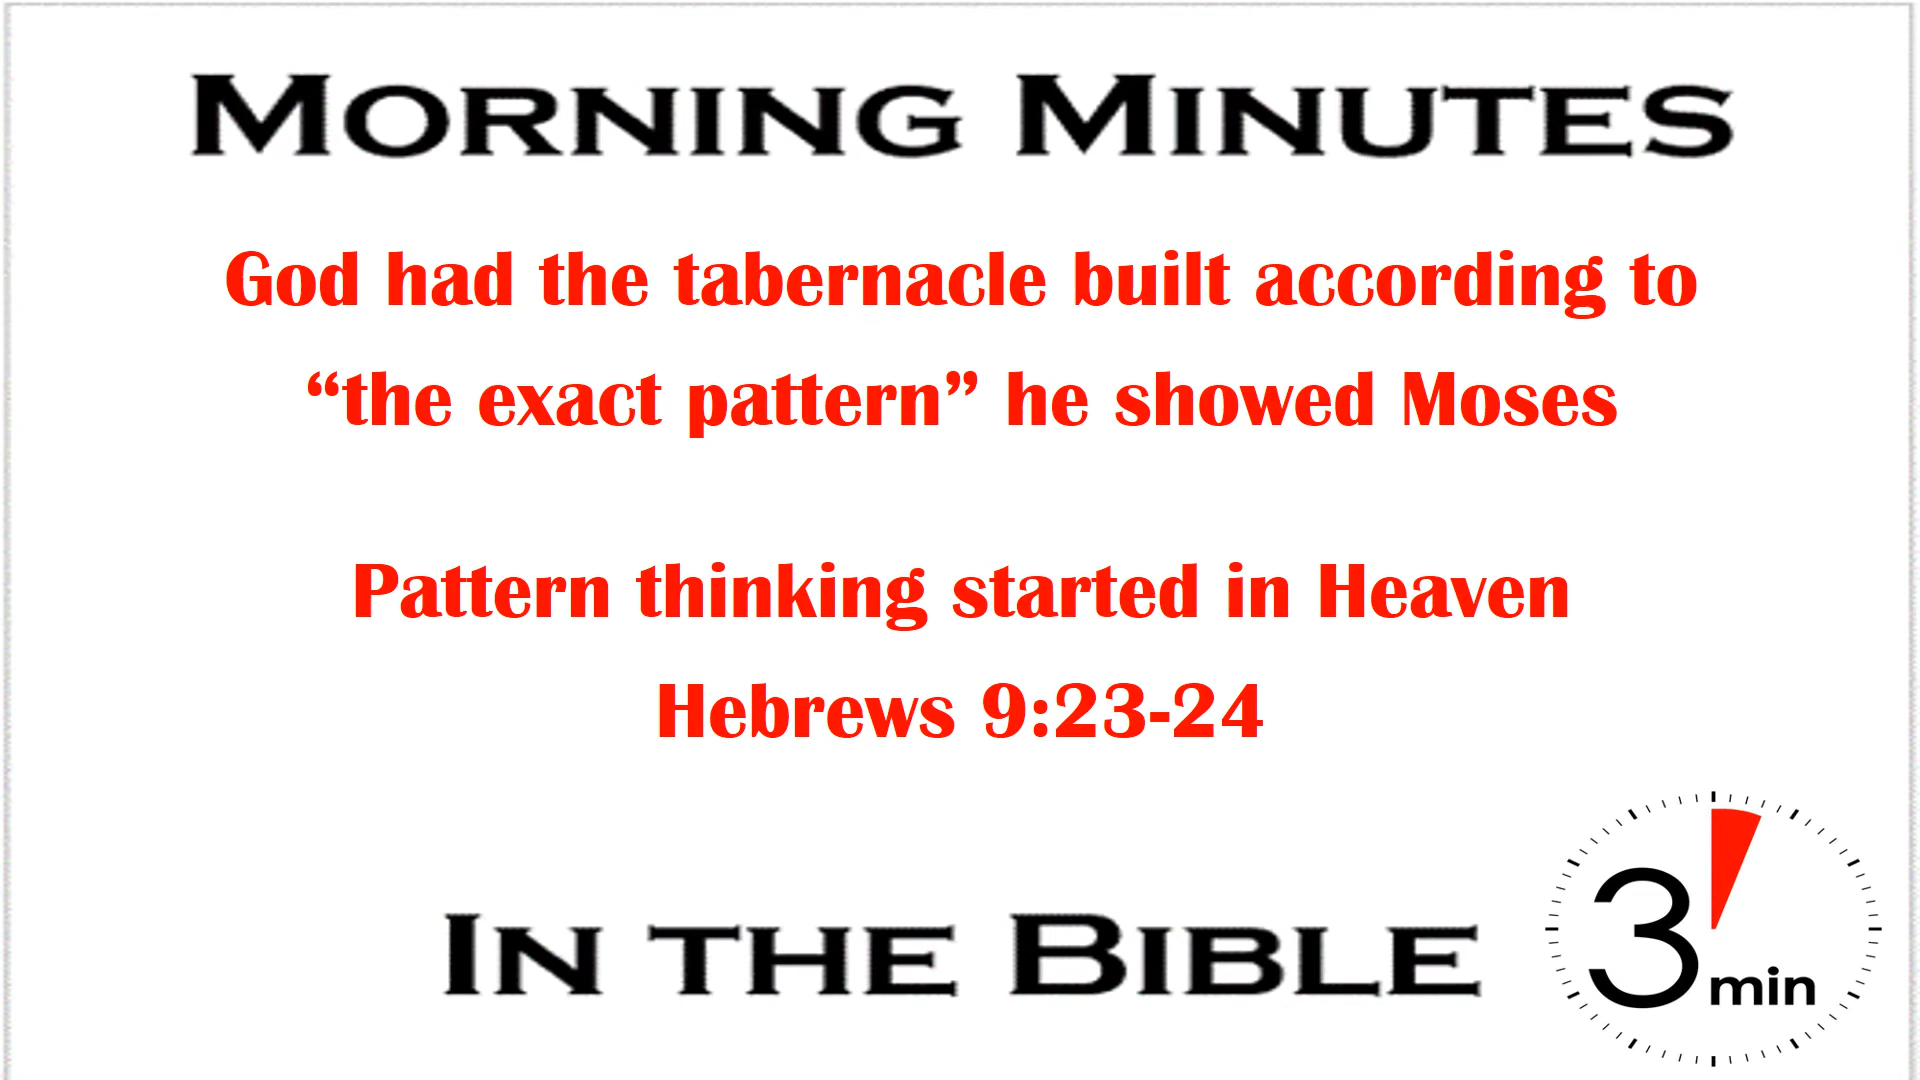 MORNING MINUTES
God had the tabernacle built according to
“the exact pattern” he showed Moses
Pattern thinking started in Heaven
Hebrews 9:23-24
IN THE BIBLE
3 min